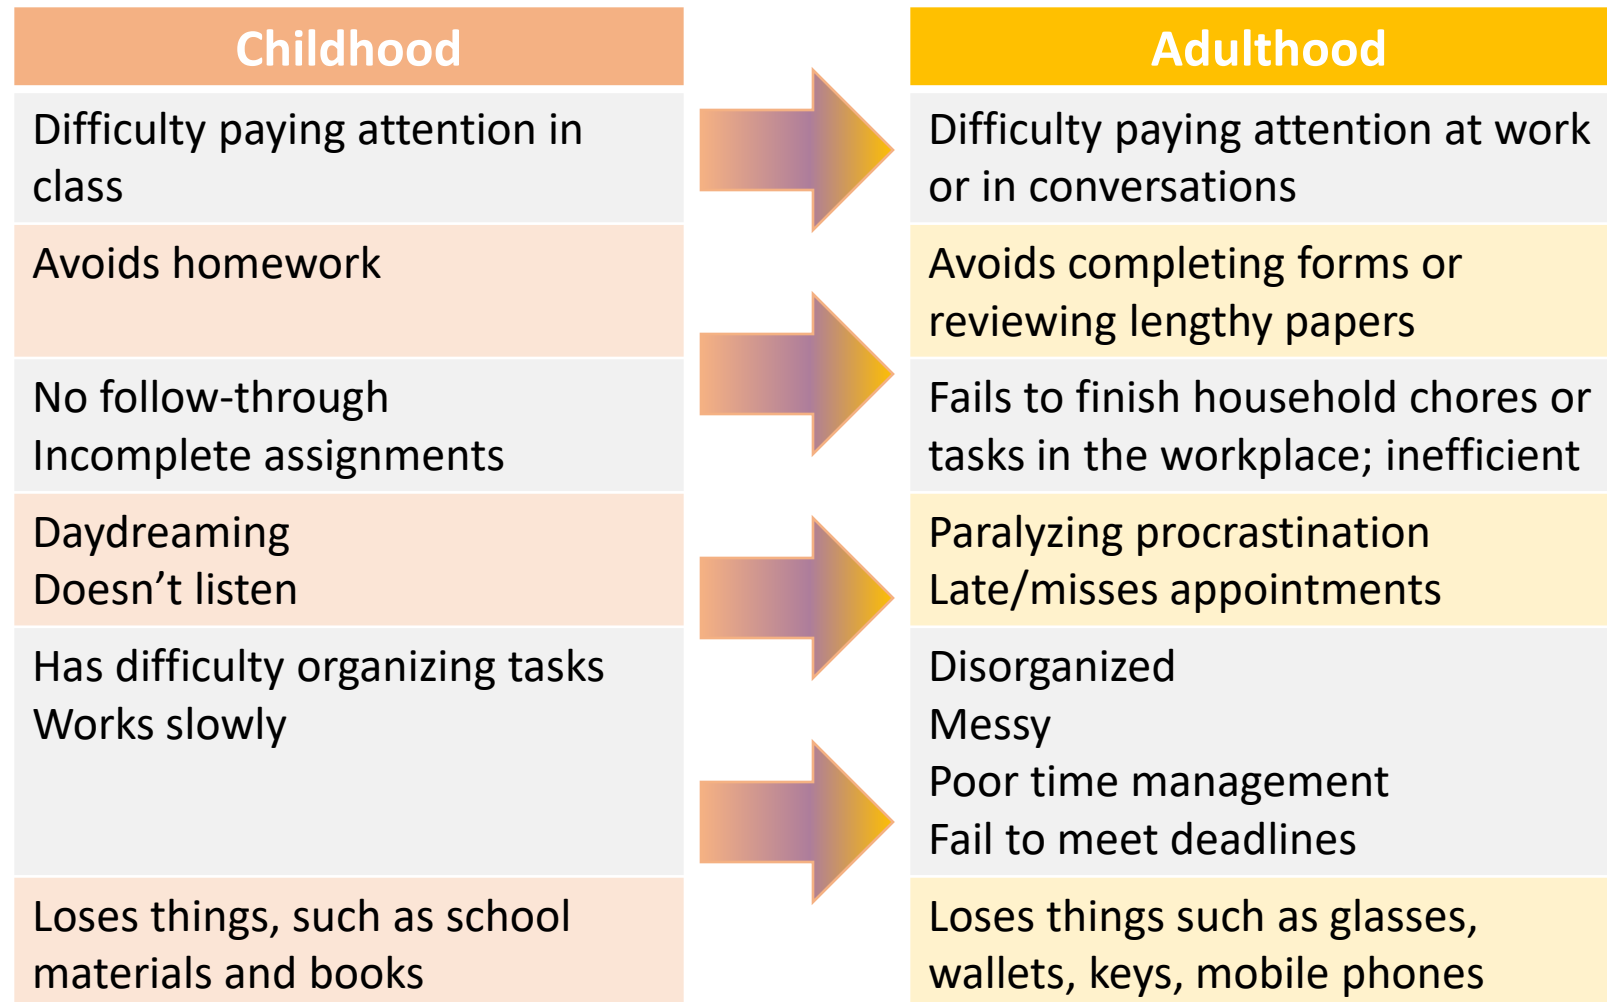 Childhood
Adulthood
Difficulty paying attention in
class
Difficulty paying attention at work
or in conversations
Avoids homework
Avoids completing forms or
reviewing lengthy papers
No follow-through
Incomplete assignments
Fails to finish household chores or
tasks in the workplace; inefficient
Daydreaming
Doesn’t listen
Paralyzing procrastination
Late/misses appointments
Has difficulty organizing tasks
Works slowly
Disorganized
Messy
Poor time management
Fail to meet deadlines
Loses things, such as school
materials and books
Loses things such as glasses,
wallets, keys, mobile phones